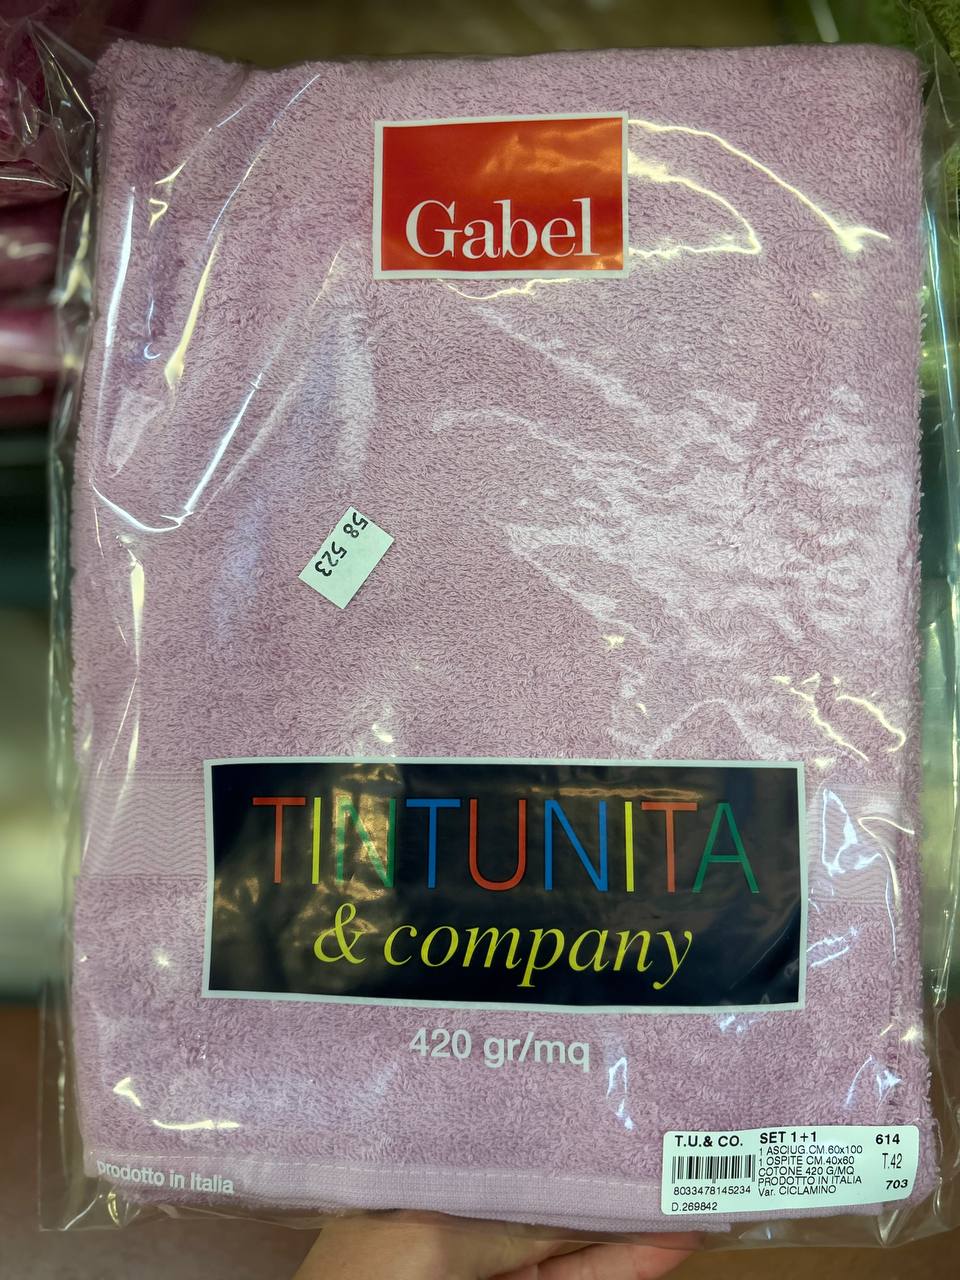 Gabel
58 523
TINTUNITA
& company
420 gr/mq
prodotto in Italia
T.U.& CO. SET 1+1 614
1 ASCIUG.CM.60x100
1 OSPITE CM.40x60 T.42
COTONE 420 G/MQ
PRODOTTO IN ITALIA 703
8033478145234 Var. CICLAMINO
D.269842